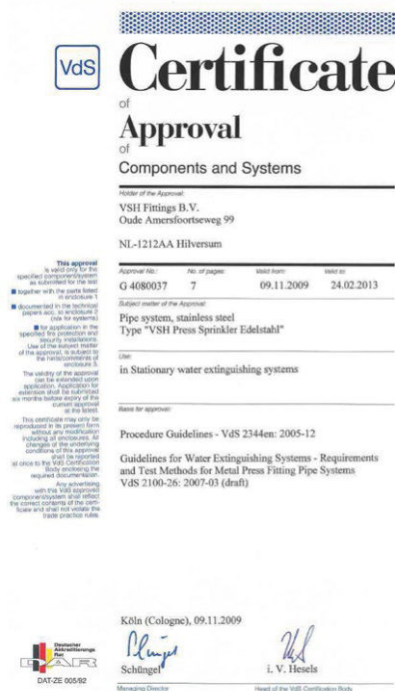 VdS
Certificate
of
Approval
of
Components and Systems
Holder of the Approval:
VSH Fittings B.V.
Oude Amersfoortseweg 99
NL-1212AA Hilversum
Approval No.: No. of pages: Valid from: Valid to:
G 4080037 7 09.11.2009 24.02.2013
Subject matter of the Approval:
Pipe system, stainless steel
Type "VSH Press Sprinkler Edelstahl"
Use:
in Stationary water extinguishing systems
Basis for approval:
Procedure Guidelines - VdS 2344en: 2005-12
Guidelines for Water Extinguishing Systems - Requirements
and Test Methods for Metal Press Fitting Pipe Systems
VdS 2100-26: 2007-03 (draft)
This approval
is valid only for the
specified component/system
as submitted for the test
together with the parts listed
in enclosure 1
documented in the technical
papers acc. to enclosure 2
(n/a for systems)
for application in the
specified fire protection and
security installations.
Use of the subject matter
of the approval, is subject to
the hints/comments of
enclosure 3.
The validity of the approval
can be extended upon
application. Application for
extension shall be submitted
six months before expiry of the
current approval
at the latest.
This certificate may only be
reproduced in its present form
without any modification
including all enclosures. All
changes of the underlying
conditions of this approval
shall be reported
at once to the VdS Certification
Body enclosing the
required documentation.
Any advertising
with this VdS approved
component/system shall reflect
the correct contents of the certi-
ficate and shall not violate the
trade practice rules.
Köln (Cologne), 09.11.2009
Schüngel i. V. Hesels
Managing Director Head of the VdS Certification Body
Deutscher
Akkreditierungs
Rat
DAR
DAT-ZE 005/92